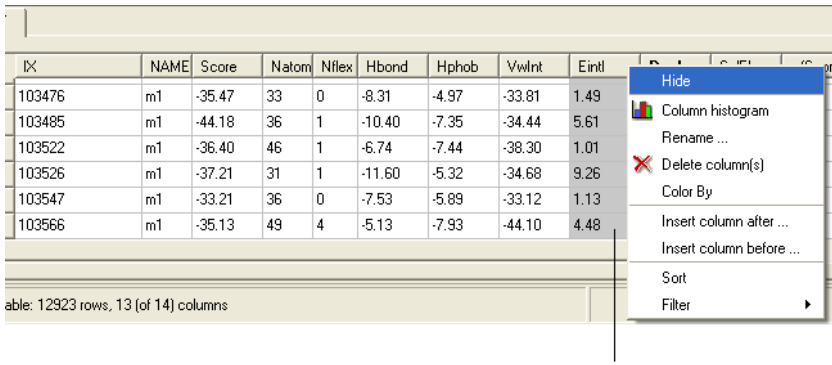 IX NAME Score Natom Nflex Hbond Hphob VwInt Eintl
103476 m1 -35.47 33 0 -8.31 -4.97 -33.81 1.49
103485 m1 -44.18 36 1 -10.40 -7.35 -34.44 5.61
103522 m1 -36.40 46 1 -6.74 -7.44 -38.30 1.01
103526 m1 -37.21 31 1 -11.60 -5.32 -34.68 9.26
103547 m1 -33.21 36 0 -7.53 -5.89 -33.12 1.13
103566 m1 -35.13 49 4 -5.13 -7.93 -44.10 4.48
Hide
Column histogram
Rename ...
Delete column(s)
Color By
Insert column after ...
Insert column before ...
Sort
Filter
able: 12923 rows, 13 (of 14) columns